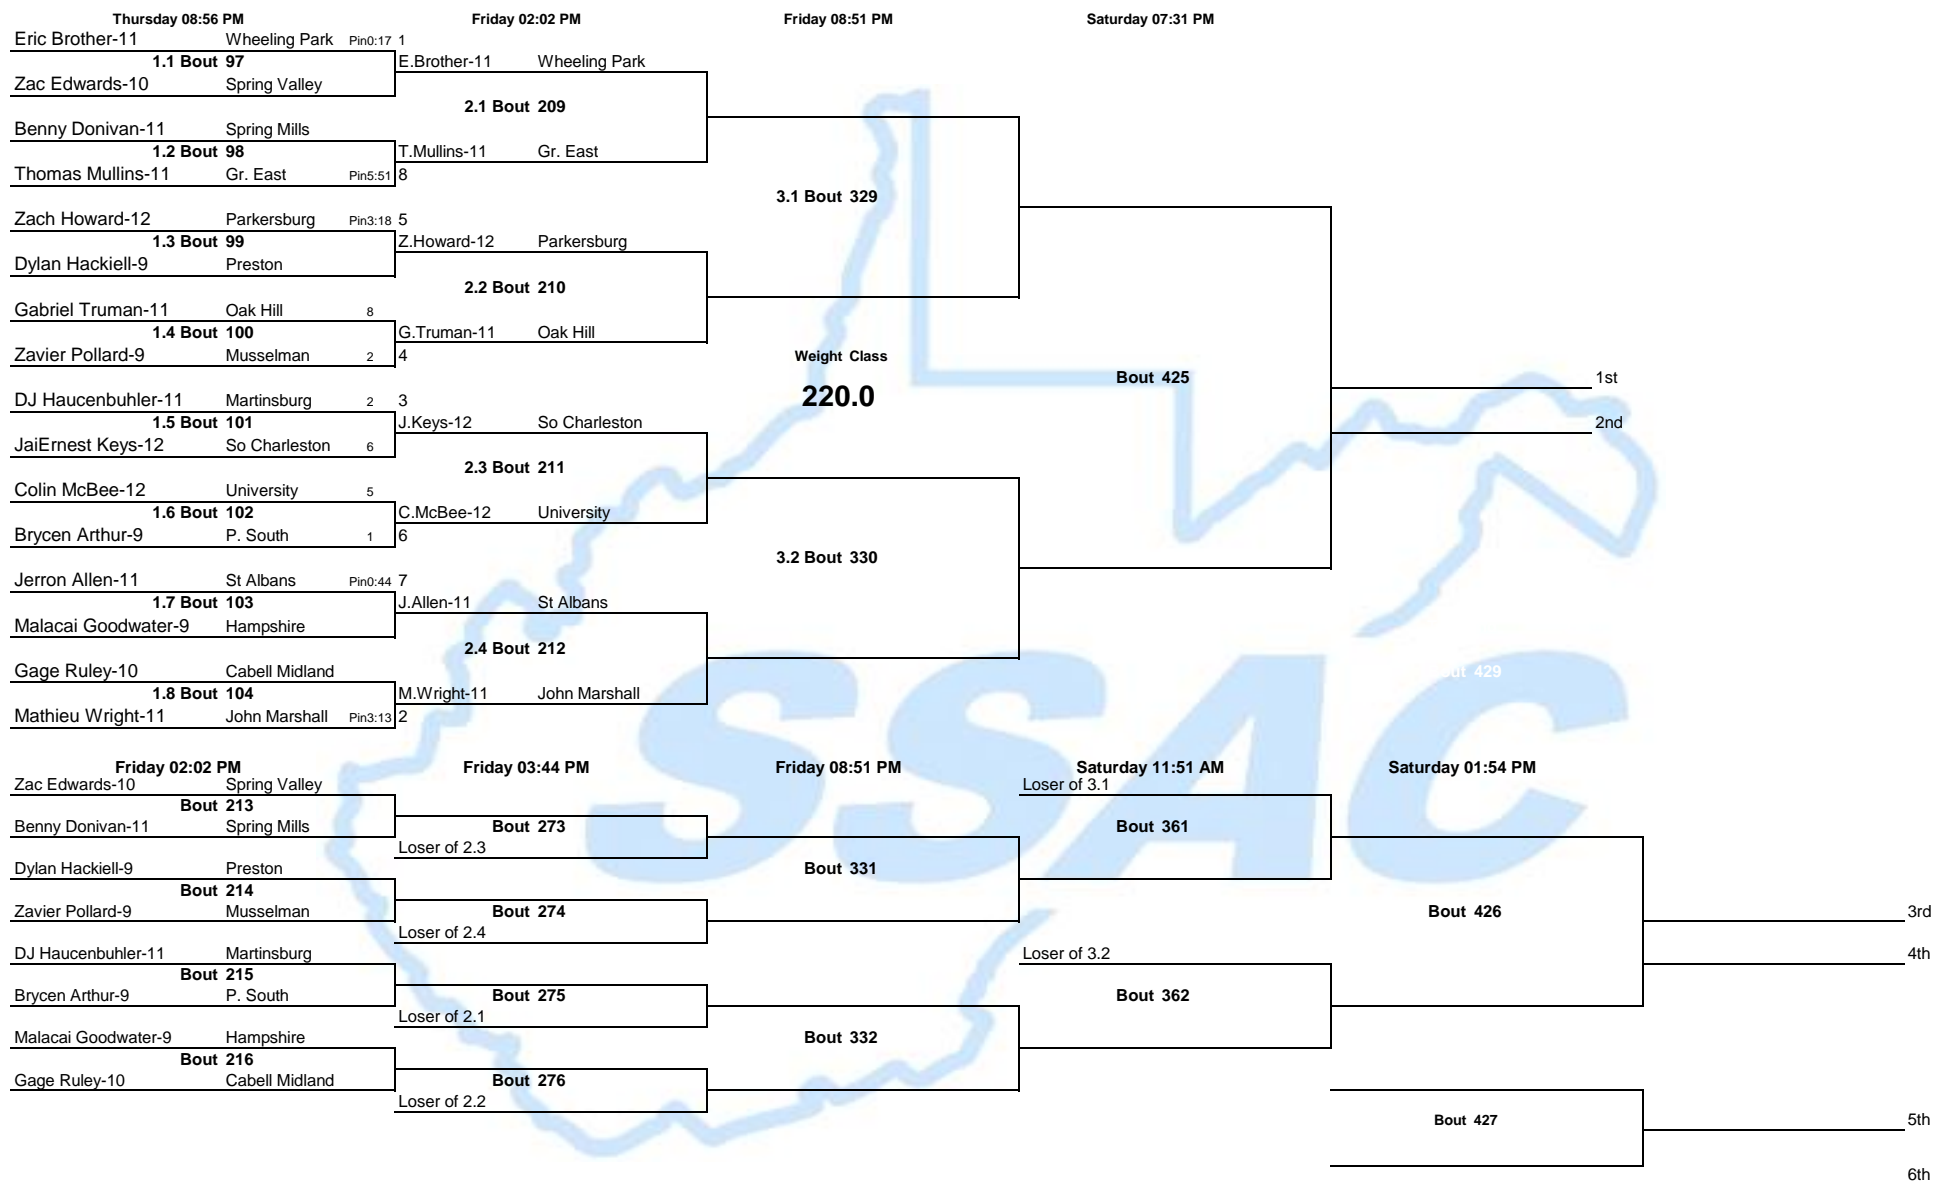 Thursday 08:56 PM Friday 02:02 PM Friday 08:51 PM Saturday 07:31 PM
Eric Brother-11 Wheeling Park Pin0:17 1
1.1 Bout 97 E.Brother-11 Wheeling Park
Zac Edwards-10 Spring Valley
2.1 Bout 209
Benny Donivan-11 Spring Mills
1.2 Bout 98 T.Mullins-11 Gr. East
Thomas Mullins-11 Gr. East Pin5:51 8
3.1 Bout 329
Zach Howard-12 Parkersburg Pin3:18 5
1.3 Bout 99 Z.Howard-12 Parkersburg
Dylan Hackiell-9 Preston
2.2 Bout 210
Gabriel Truman-11 Oak Hill 8
1.4 Bout 100 G.Truman-11 Oak Hill
Zavier Pollard-9 Musselman 2 4 Weight Class
Bout 425 1st
DJ Haucenbuhler-11 Martinsburg 2 3 220.0
1.5 Bout 101 J.Keys-12 So Charleston 2nd
JaiErnest Keys-12 So Charleston 6
2.3 Bout 211
Colin McBee-12 University 5
1.6 Bout 102 C.McBee-12 University
Brycen Arthur-9 P. South 1 6
3.2 Bout 330
Jerron Allen-11 St Albans Pin0:44 7
1.7 Bout 103 J.Allen-11 St Albans
Malacai Goodwater-9 Hampshire
2.4 Bout 212
Gage Ruley-10 Cabell Midland Bout 429
1.8 Bout 104 M.Wright-11 John Marshall
Mathieu Wright-11 John Marshall Pin3:13 2
SSAC
Friday 02:02 PM Friday 03:44 PM Friday 08:51 PM Saturday 11:51 AM Saturday 01:54 PM
Zac Edwards-10 Spring Valley Loser of 3.1
Bout 213
Benny Donivan-11 Spring Mills Bout 273 Bout 361
Loser of 2.3
Dylan Hackiell-9 Preston Bout 331
Bout 214
Zavier Pollard-9 Musselman Bout 274 Bout 426 3rd
Loser of 2.4
DJ Haucenbuhler-11 Martinsburg Loser of 3.2 4th
Bout 215
Brycen Arthur-9 P. South Bout 275 Bout 362
Loser of 2.1
Malacai Goodwater-9 Hampshire Bout 332
Bout 216
Gage Ruley-10 Cabell Midland Bout 276
Loser of 2.2
Bout 427 5th
6th